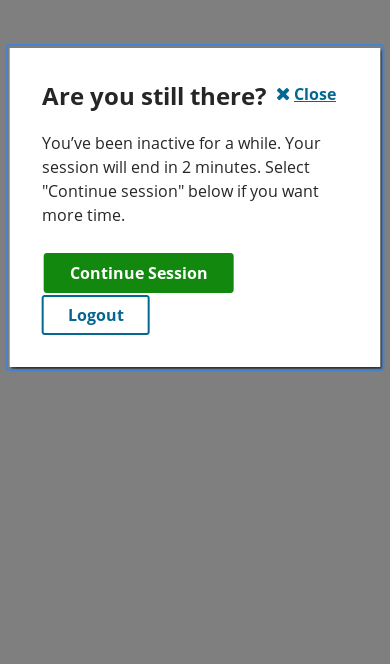 Are you still there? ✖ Close
You’ve been inactive for a while. Your
session will end in 2 minutes. Select
"Continue session" below if you want
more time.
Continue Session
Logout